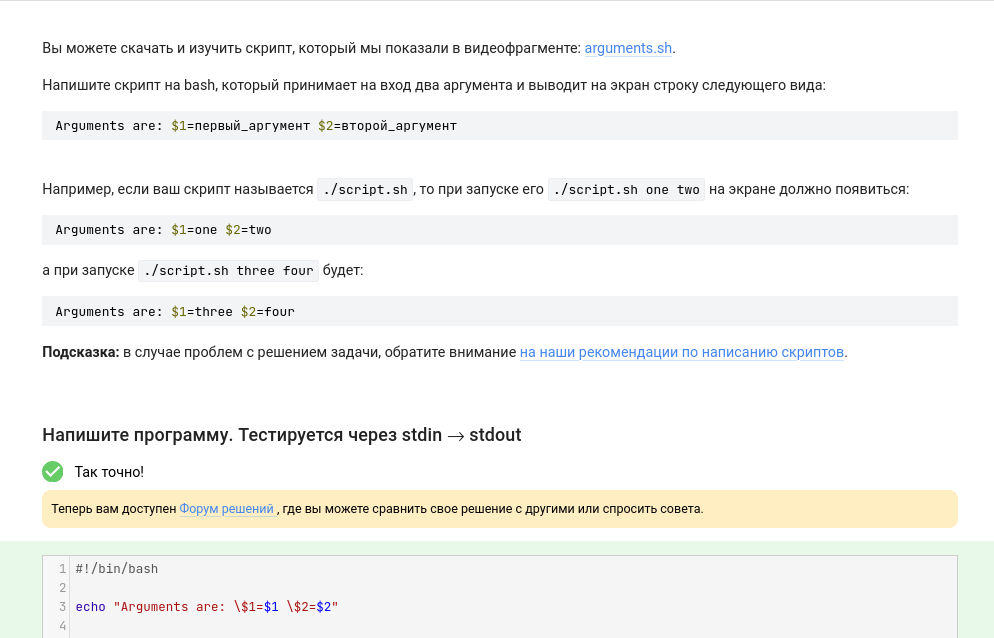 Вы можете скачать и изучить скрипт, который мы показали в видеофрагменте: arguments.sh.
Напишите скрипт на bash, который принимает на вход два аргумента и выводит на экран строку следующего вида:
Arguments are: $1=первый_аргумент $2=второй_аргумент
Например, если ваш скрипт называется ./script.sh, то при запуске его ./script.sh one two на экране должно появиться:
Arguments are: $1=one $2=two
а при запуске ./script.sh three four будет:
Arguments are: $1=three $2=four
Подсказка: в случае проблем с решением задачи, обратите внимание на наши рекомендации по написанию скриптов.
Напишите программу. Тестируется через stdin → stdout
Так точно!
Теперь вам доступен Форум решений , где вы можете сравнить свое решение с другими или спросить совета.
1 #!/bin/bash
2
3 echo "Arguments are: \$1=$1 \$2=$2"
4